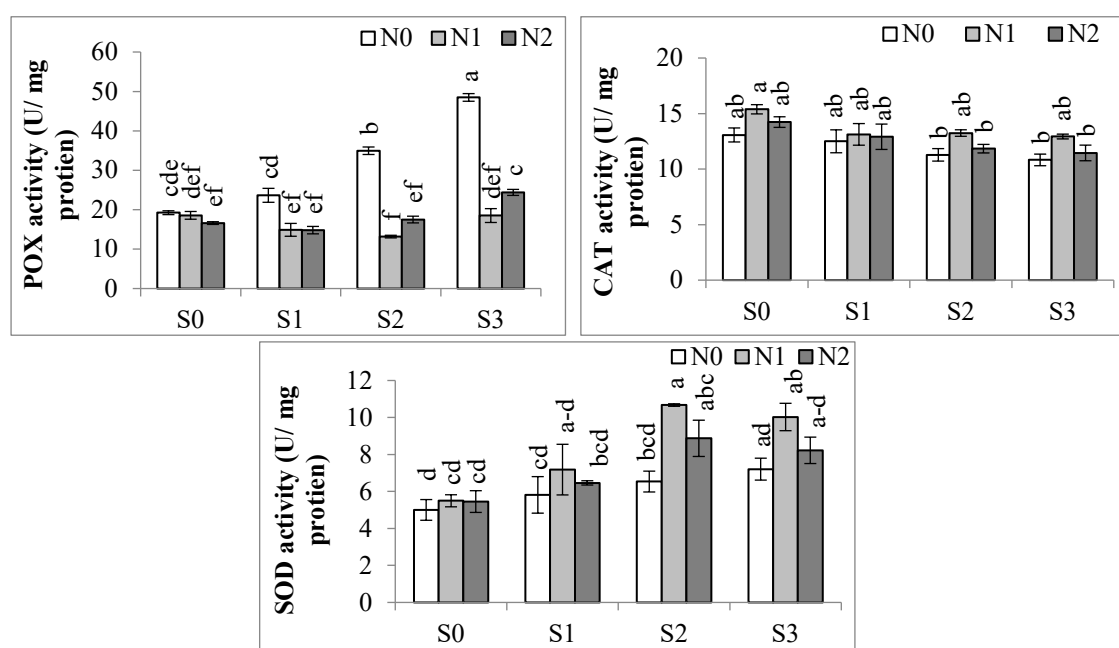 N0 N1 N2
POX activity (U/ mg
protien)
60
50
40
30
20
10
0
cde def ef
cd ef ef
b f ef
a def c
S0 S1 S2 S3
N0 N1 N2
CAT activity (U/ mg
protien)
20
15
10
5
0
ab a ab
ab ab ab
b ab b
b ab b
S0 S1 S2 S3
N0 N1 N2
SOD activity (U/ mg
protien)
12
10
8
6
4
2
0
d cd cd
cd a-d bcd
bcd a abc
ad ab a-d
S0 S1 S2 S3